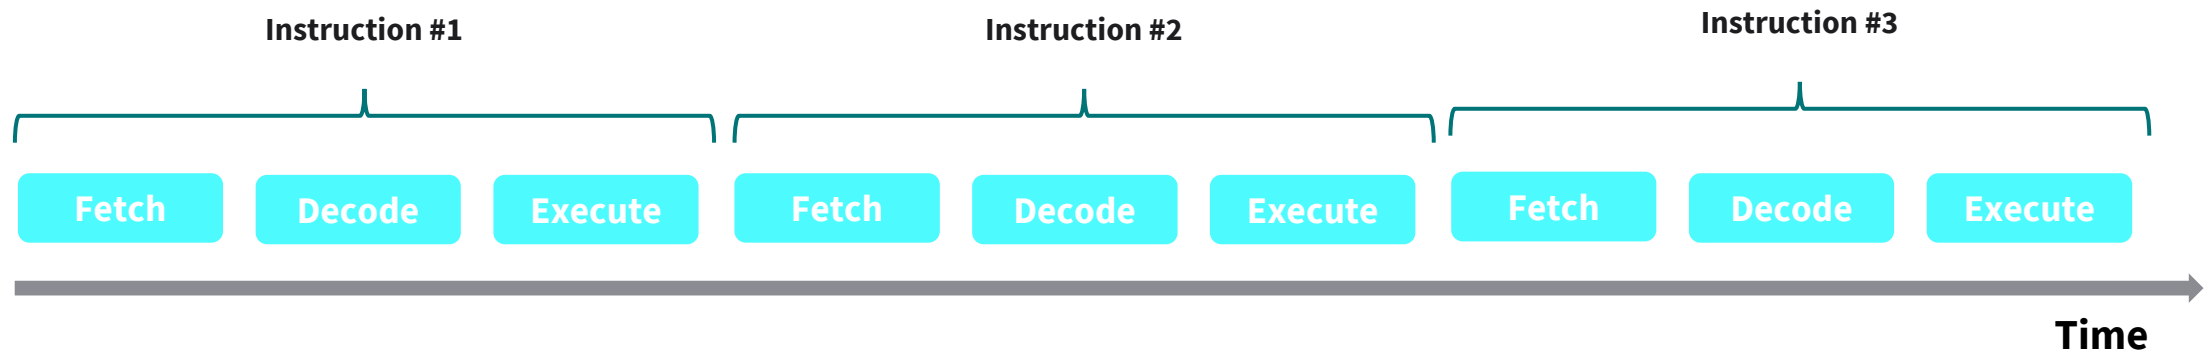 Instruction #1
Instruction #2
Instruction #3
Fetch
Decode
Execute
Fetch
Decode
Execute
Fetch
Decode
Execute
Time